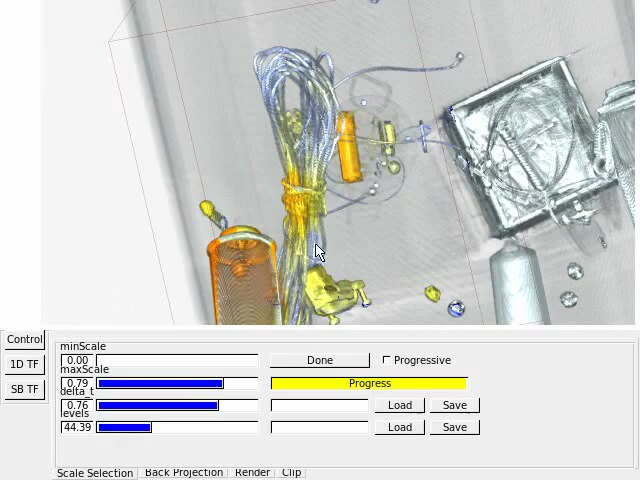 Control
1D TF
SB TF
minScale
0.00
Done
Progressive
maxScale
0.79
Progress
delta_t
0.76
Load
Save
levels
44.39
Load
Save
Scale Selection
Back Projection
Render
Clip